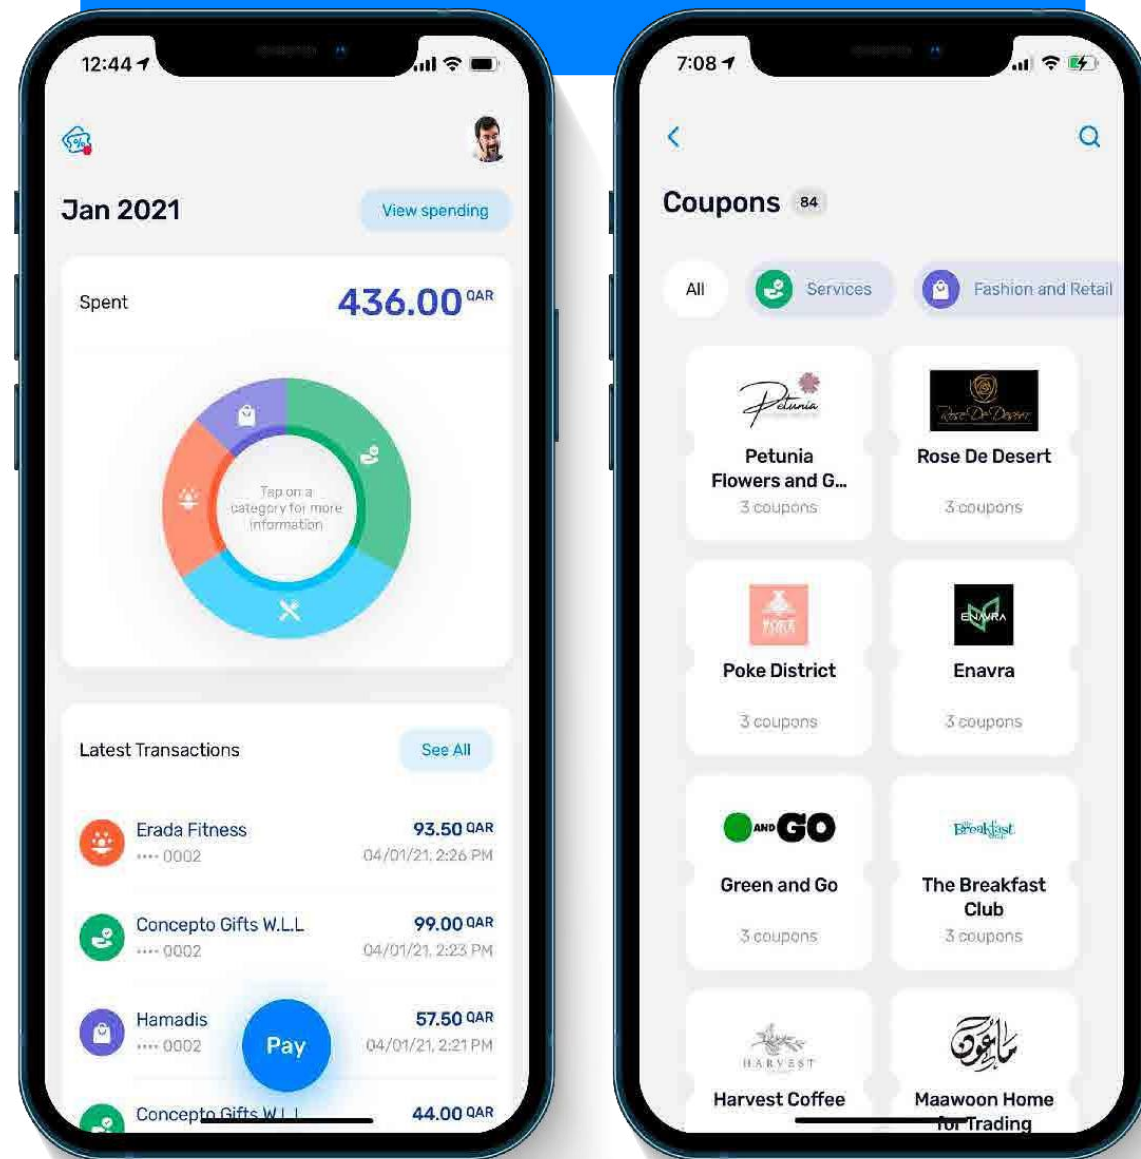 12:44
Jan 2021
View spending
Spent
436.00 QAR
Tap on a
category for more
information
Latest Transactions
See All
Erada Fitness
93.50 QAR
•••• 0002
04/01/21, 2:26 PM
Concepto Gifts W.L.L
99.00 QAR
•••• 0002
04/01/21, 2:23 PM
Hamadis
57.50 QAR
•••• 0002
04/01/21, 2:21 PM
Pay
Concepto Gifts W.L.L
44.00 QAR
7:08
Coupons 84
All
Services
Fashion and Retail
Petunia
Rose De Desert
Petunia
Flowers and G...
3 coupons
Rose De Desert
3 coupons
POKE
ENAVRA
Poke District
3 coupons
Enavra
3 coupons
AND GO
the Breakfast club
Green and Go
3 coupons
The Breakfast
Club
3 coupons
HARVEST
ماعون
Harvest Coffee
Maawoon Home
for Trading